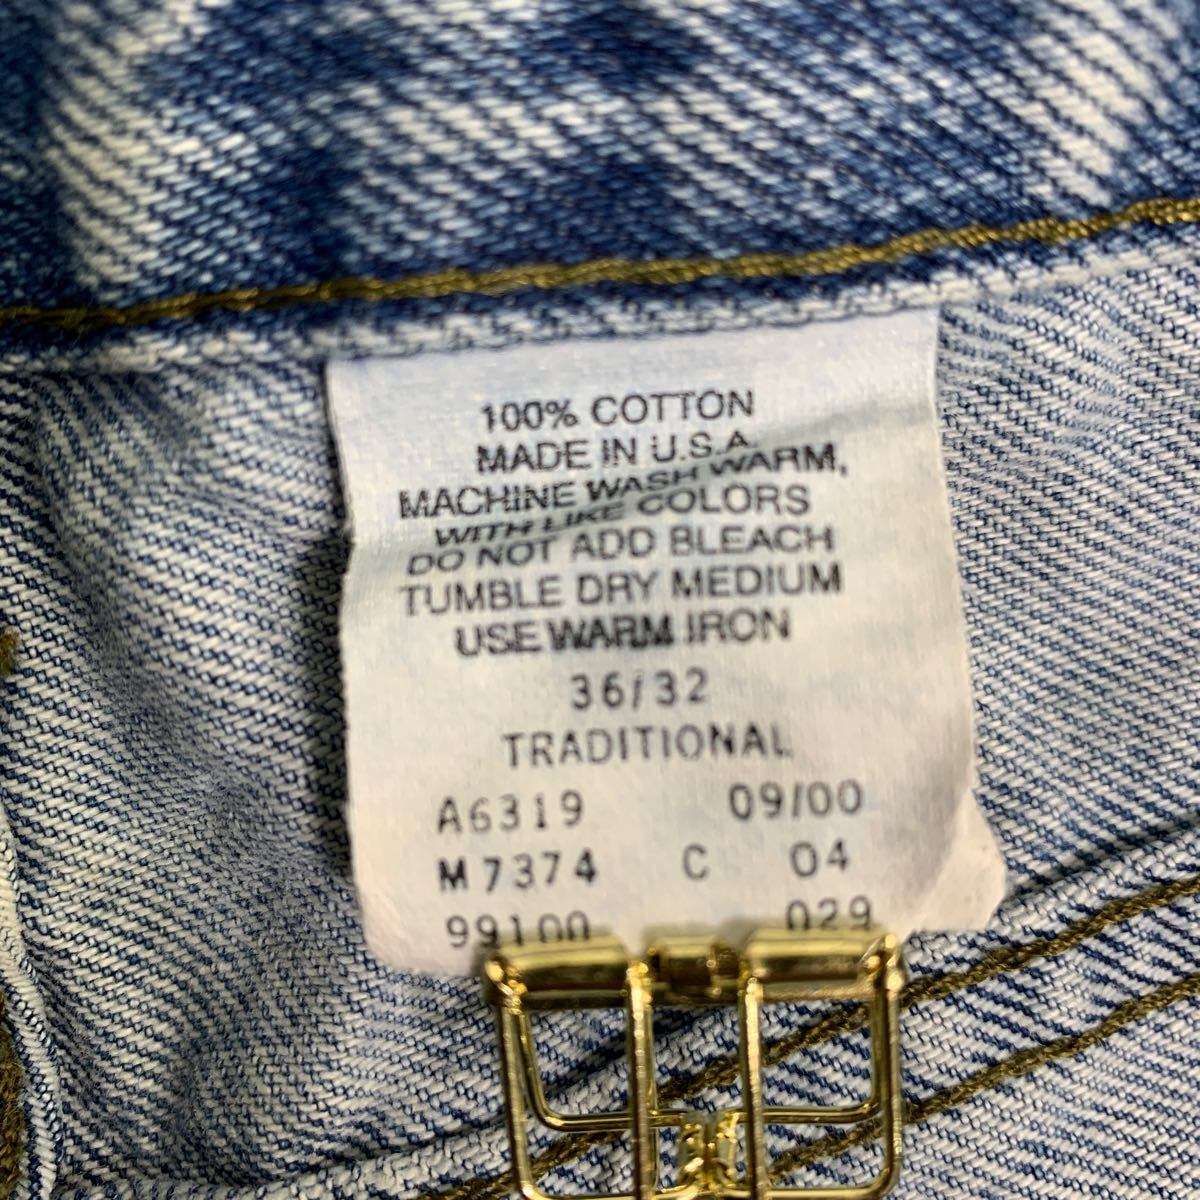 100% COTTON
MADE IN U.S.A.
MACHINE WASH WARM,
WITH LIKE COLORS
DO NOT ADD BLEACH
TUMBLE DRY MEDIUM
USE WARM IRON
36/32
TRADITIONAL
A6319 09/00
M7374 C 04
99100 029